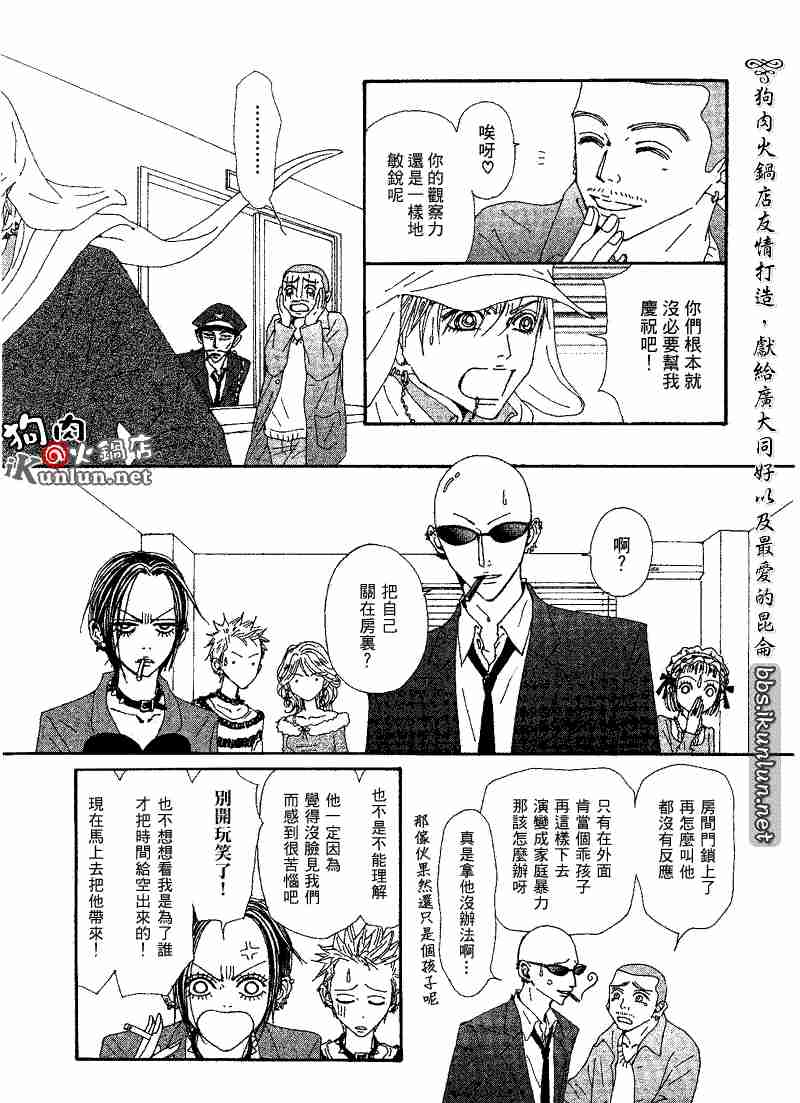 唉呀♡
你的觀察力
還是一樣地
敏銳呢
你們根本就
沒必要幫我
慶祝吧！
………
啊？
把自己
關在房裏？
房間門鎖上了
再怎麼叫他
都沒有反應
只有在外面
肯當個乖孩子
再這樣下去
演變成家庭暴力
那該怎麼辦呀
真是拿他沒辦法啊…
那傢伙果然還只是個孩子呢
也不是不能理解
他一定因為
覺得沒臉見我們
而感到很苦惱吧
別開玩笑了！
也不想想看我是為了誰
才把時間給空出來的！
現在馬上去把他帶來！
狗肉火鍋店友情打造，獻給廣大同好以及最愛的昆侖
bbs.ikunlun.net
狗肉@火鍋店
iKunlun.net